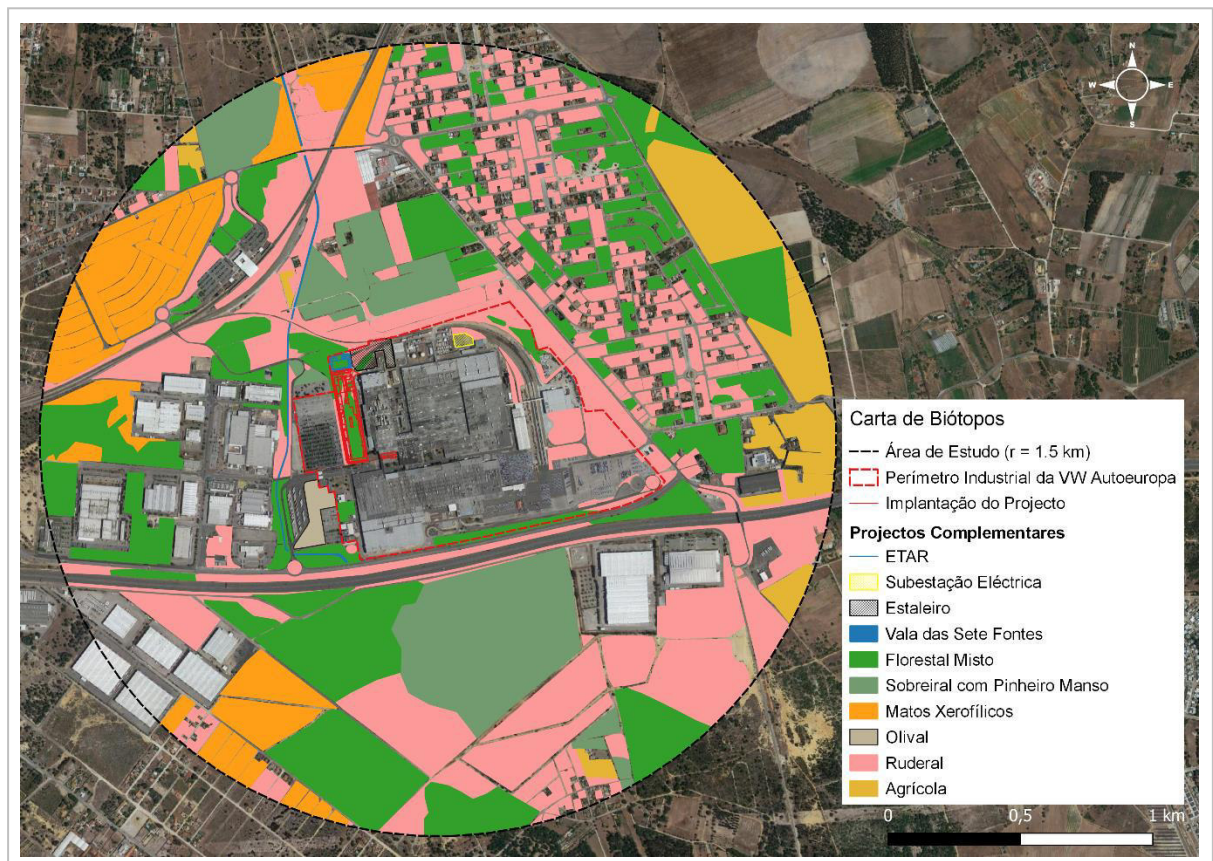 N
W E
S
Carta de Biótopos
Área de Estudo (r = 1.5 km)
Perímetro Industrial da VW Autoeuropa
Implantação do Projecto
Projectos Complementares
ETAR
Subestação Eléctrica
Estaleiro
Vala das Sete Fontes
Florestal Misto
Sobreiral com Pinheiro Manso
Matos Xerofílicos
Olival
Ruderal
Agrícola
0 0,5 1 km